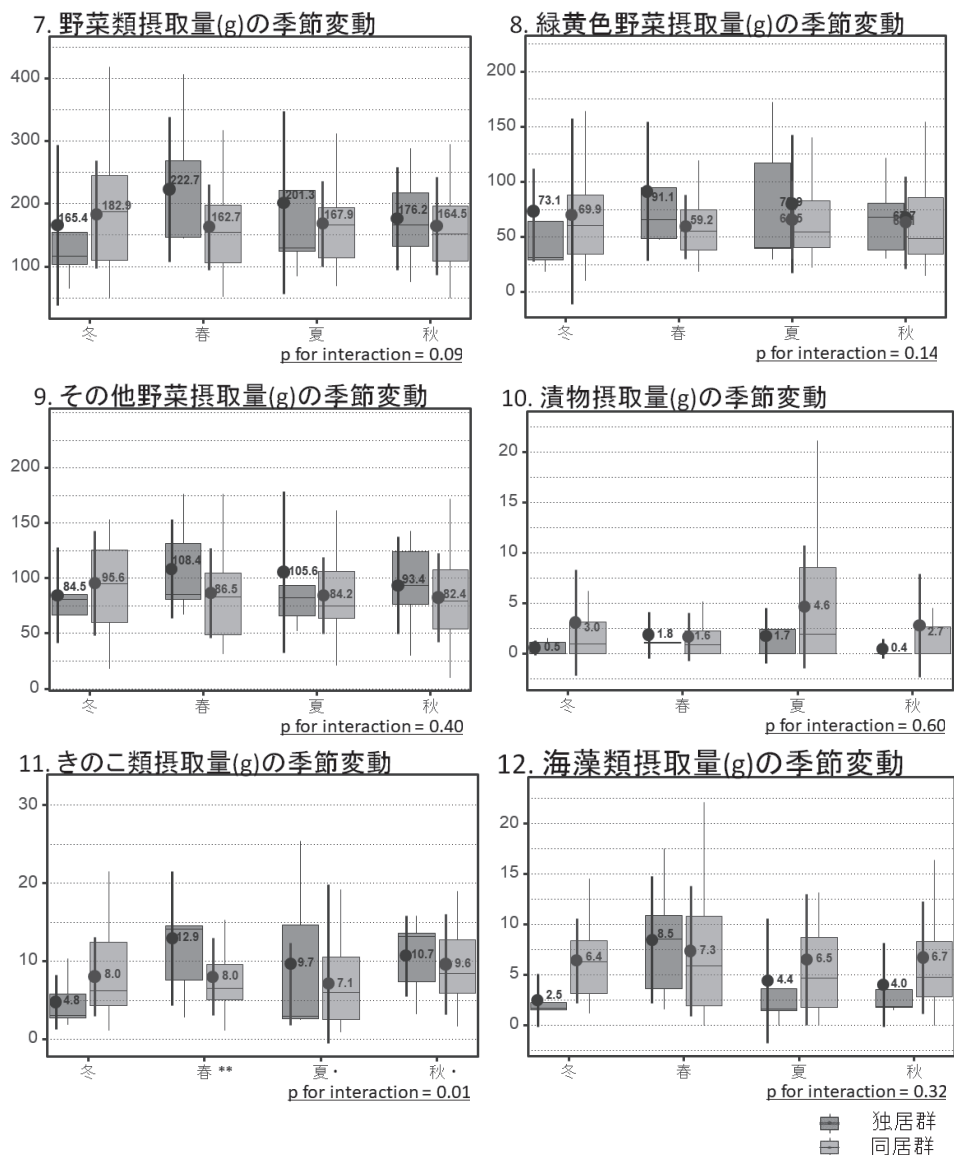 7. 野菜類摂取量(g)の季節変動
400
300
200
100
165.4
182.9
222.7
162.7
201.3
167.9
176.2
164.5
冬
春
夏
秋
p for interaction = 0.09
8. 緑黄色野菜摂取量(g)の季節変動
200
150
100
50
0
73.1
69.9
91.1
59.2
冬
春
夏
秋
p for interaction = 0.14
9. その他野菜摂取量(g)の季節変動
200
150
100
50
0
84.5
95.6
108.4
86.5
105.6
84.2
93.4
82.4
冬
春
夏
秋
p for interaction = 0.40
10. 漬物摂取量(g)の季節変動
20
15
10
5
0
0.5
3.0
1.8
1.6
1.7
4.6
0.4
2.7
冬
春
夏
秋
p for interaction = 0.60
11. きのこ類摂取量(g)の季節変動
30
20
10
0
4.8
8.0
12.9
8.0
9.7
7.1
10.7
9.6
冬
春 **
夏 ·
秋 ·
p for interaction = 0.01
12. 海藻類摂取量(g)の季節変動
20
15
10
5
0
2.5
6.4
8.5
7.3
4.4
6.5
4.0
6.7
冬
春
夏
秋
p for interaction = 0.32
独居群
同居群